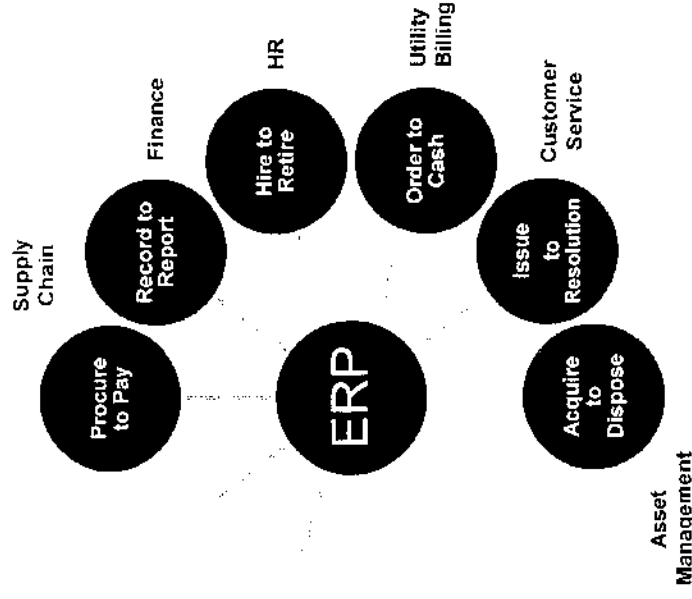 Supply
Chain
Procure
to Pay
Finance
Record to
Report
HR
Hire to
Retire
Utility
Billing
Order to
Cash
Customer
Service
Issue
to
Resolution
Asset
Management
Acquire
to
Dispose
ERP